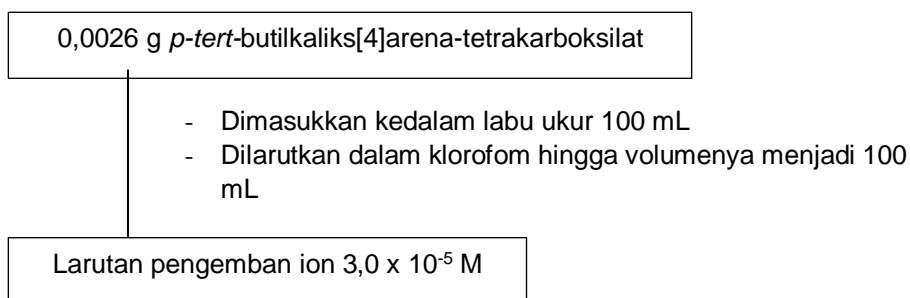 0,0026 g p-tert-butilkaliks[4]arena-tetrakarboksilat
- Dimasukkan kedalam labu ukur 100 mL
- Dilarutkan dalam klorofom hingga volumenya menjadi 100
mL
Larutan pengemban ion 3,0 x 10⁻⁵ M